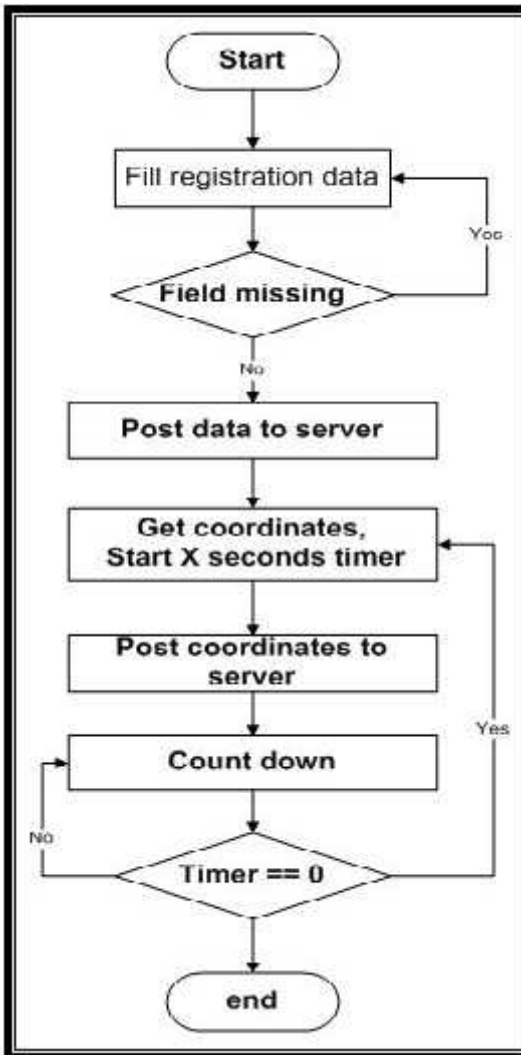 Start
Fill registration data
Yes
Field missing
No
Post data to server
Get coordinates,
Start X seconds timer
Post coordinates to
server
Yes
Count down
No
Timer == 0
end